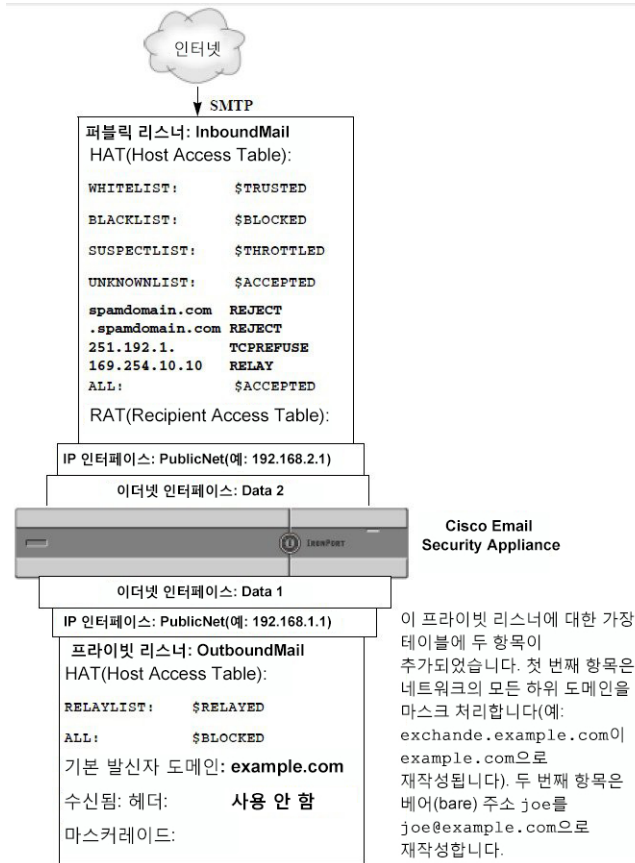 인터넷
SMTP
퍼블릭 리스너: InboundMail
HAT(Host Access Table):
WHITELIST: $TRUSTED
BLACKLIST: $BLOCKED
SUSPECTLIST: $THROTTLED
UNKNOWNLIST: $ACCEPTED
spamdomain.com REJECT
.spamdomain.com REJECT
251.192.1. TCPREFUSE
169.254.10.10 RELAY
ALL: $ACCEPTED
RAT(Recipient Access Table):
IP 인터페이스: PublicNet(예: 192.168.2.1)
이더넷 인터페이스: Data 2
IRONPORT
Cisco Email
Security Appliance
이더넷 인터페이스: Data 1
IP 인터페이스: PublicNet(예: 192.168.1.1)
프라이빗 리스너: OutboundMail
HAT(Host Access Table):
RELAYLIST: $RELAYED
ALL: $BLOCKED
기본 발신자 도메인: example.com
수신됨: 헤더: 사용 안 함
마스커레이드:
이 프라이빗 리스너에 대한 가장
테이블에 두 항목이
추가되었습니다. 첫 번째 항목은
네트워크의 모든 하위 도메인을
마스크 처리합니다(예:
exchande.example.com이
example.com으로
재작성됩니다). 두 번째 항목은
베어(bare) 주소 joe를
joe@example.com으로
재작성합니다.